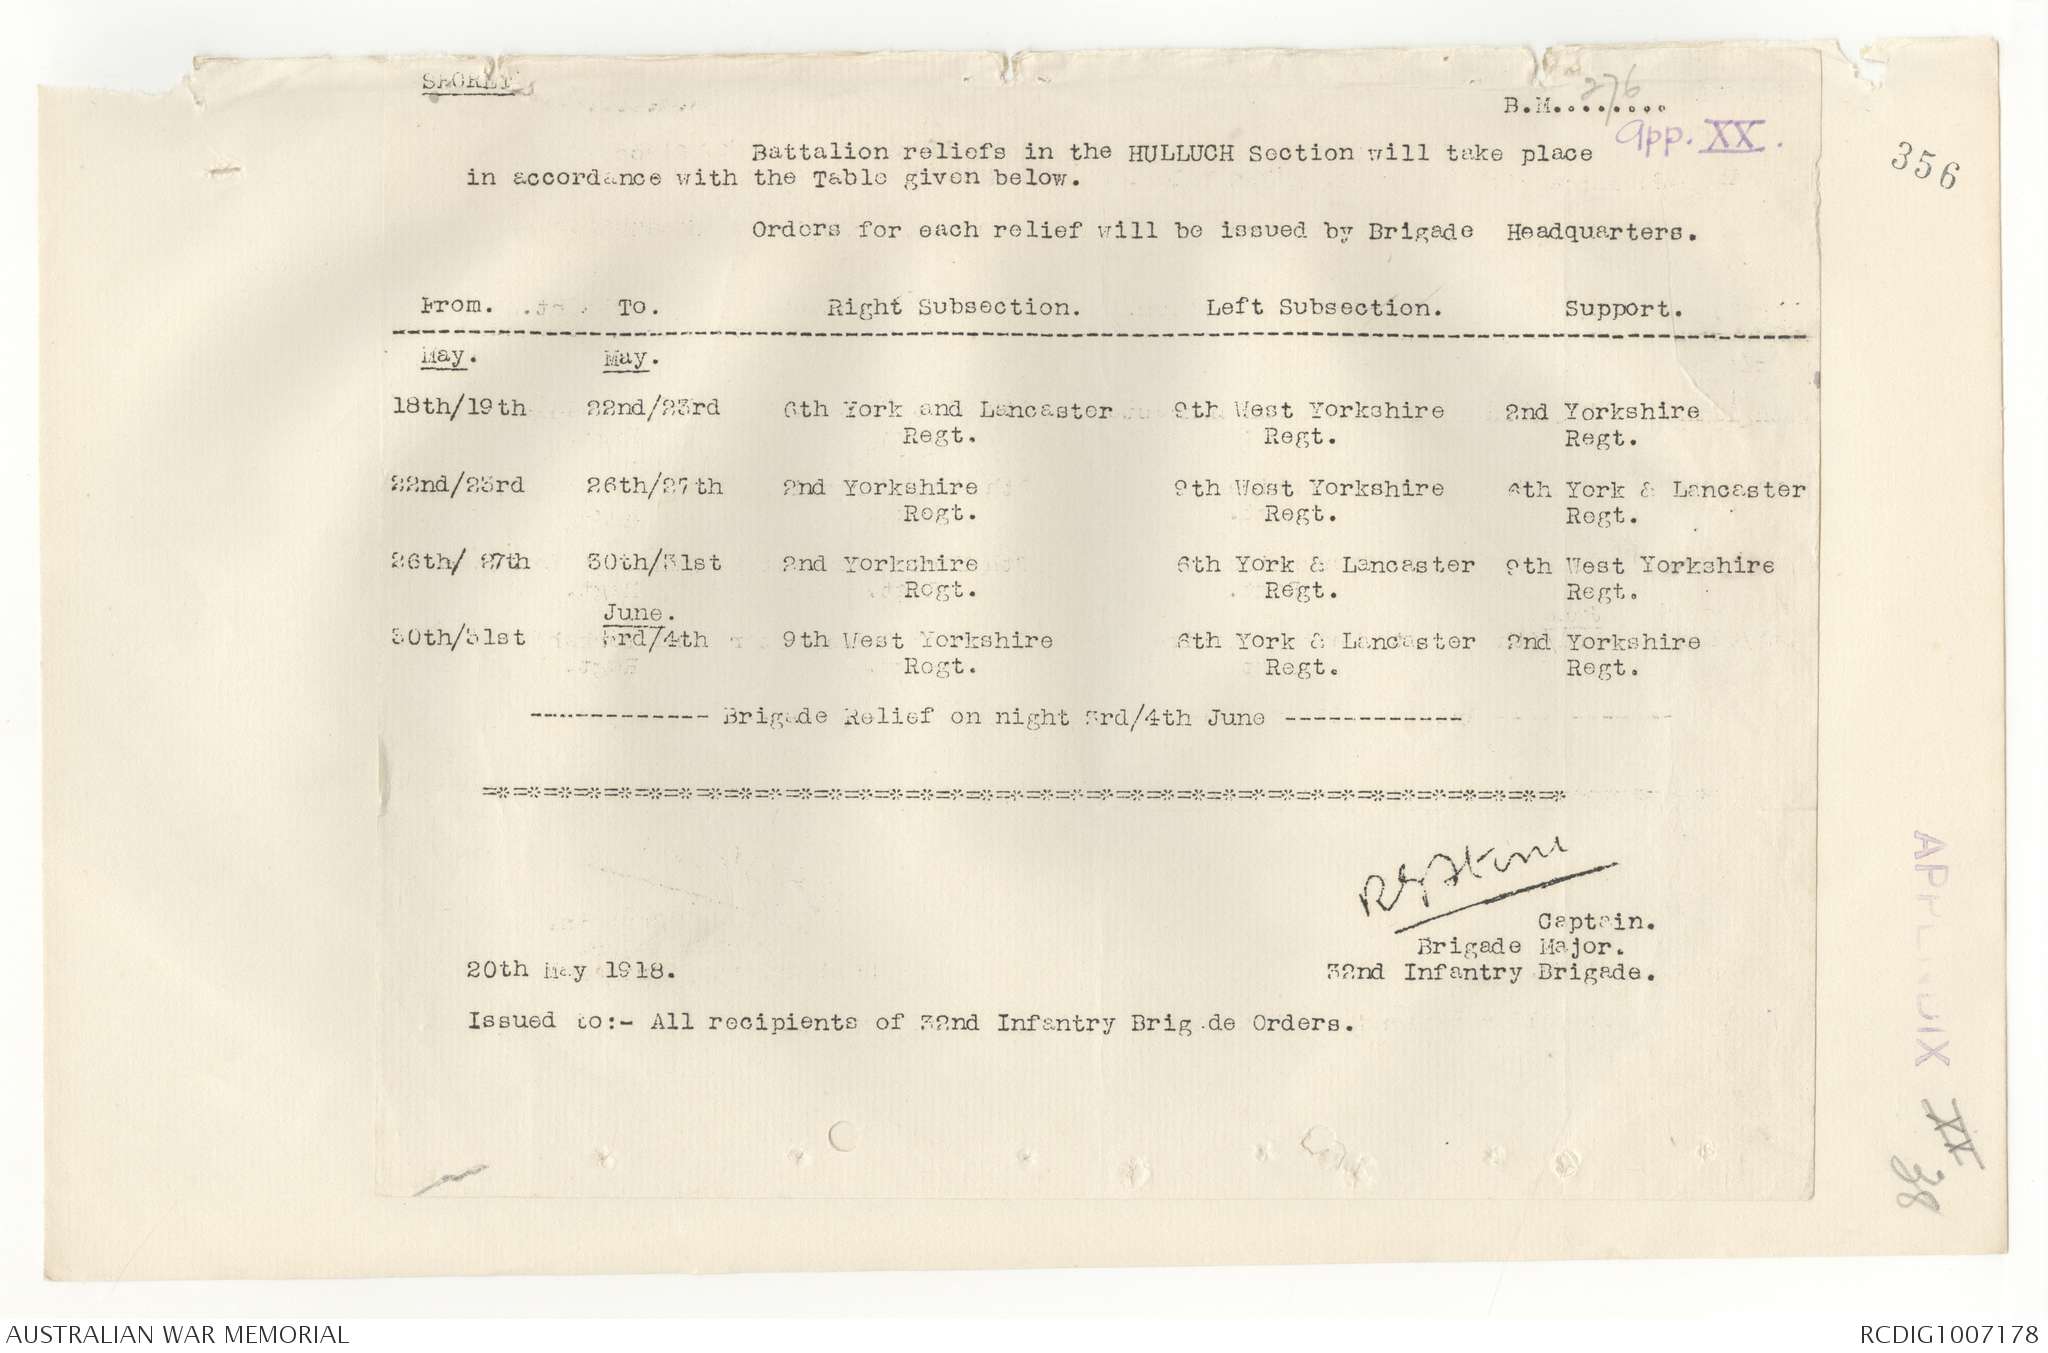 SECRET
276
B.M........
App. XX.
356
Battalion reliefs in the HULLUCH Section will take place
in accordance with the Table given below.
Orders for each relief will be issued by Brigade Headquarters.
From. To. Right Subsection. Left Subsection. Support.
May. May.
18th/19th 22nd/23rd 6th York and Lancaster 9th West Yorkshire 2nd Yorkshire
Regt. Regt. Regt.
22nd/23rd 26th/27th 2nd Yorkshire 9th West Yorkshire 6th York & Lancaster
Regt. Regt. Regt.
26th/ 27th 30th/31st 2nd Yorkshire 6th York & Lancaster 9th West Yorkshire
Regt. Regt. Regt.
June.
30th/31st 3rd/4th 9th West Yorkshire 6th York & Lancaster 2nd Yorkshire
Regt. Regt. Regt.
------------ Brigade Relief on night 3rd/4th June ------------
=*=*=*=*=*=*=*=*=*=*=*=*=*=*=*=*=*=*=*=*=*=*=*=*=*=*=*=*=*=*=*=*=*=*=*=*
Captain.
Brigade Major.
20th May 1918. 32nd Infantry Brigade.
Issued to:- All recipients of 32nd Infantry Brig de Orders.
APPENDIX XX
38
AUSTRALIAN WAR MEMORIAL RCDIG1007178